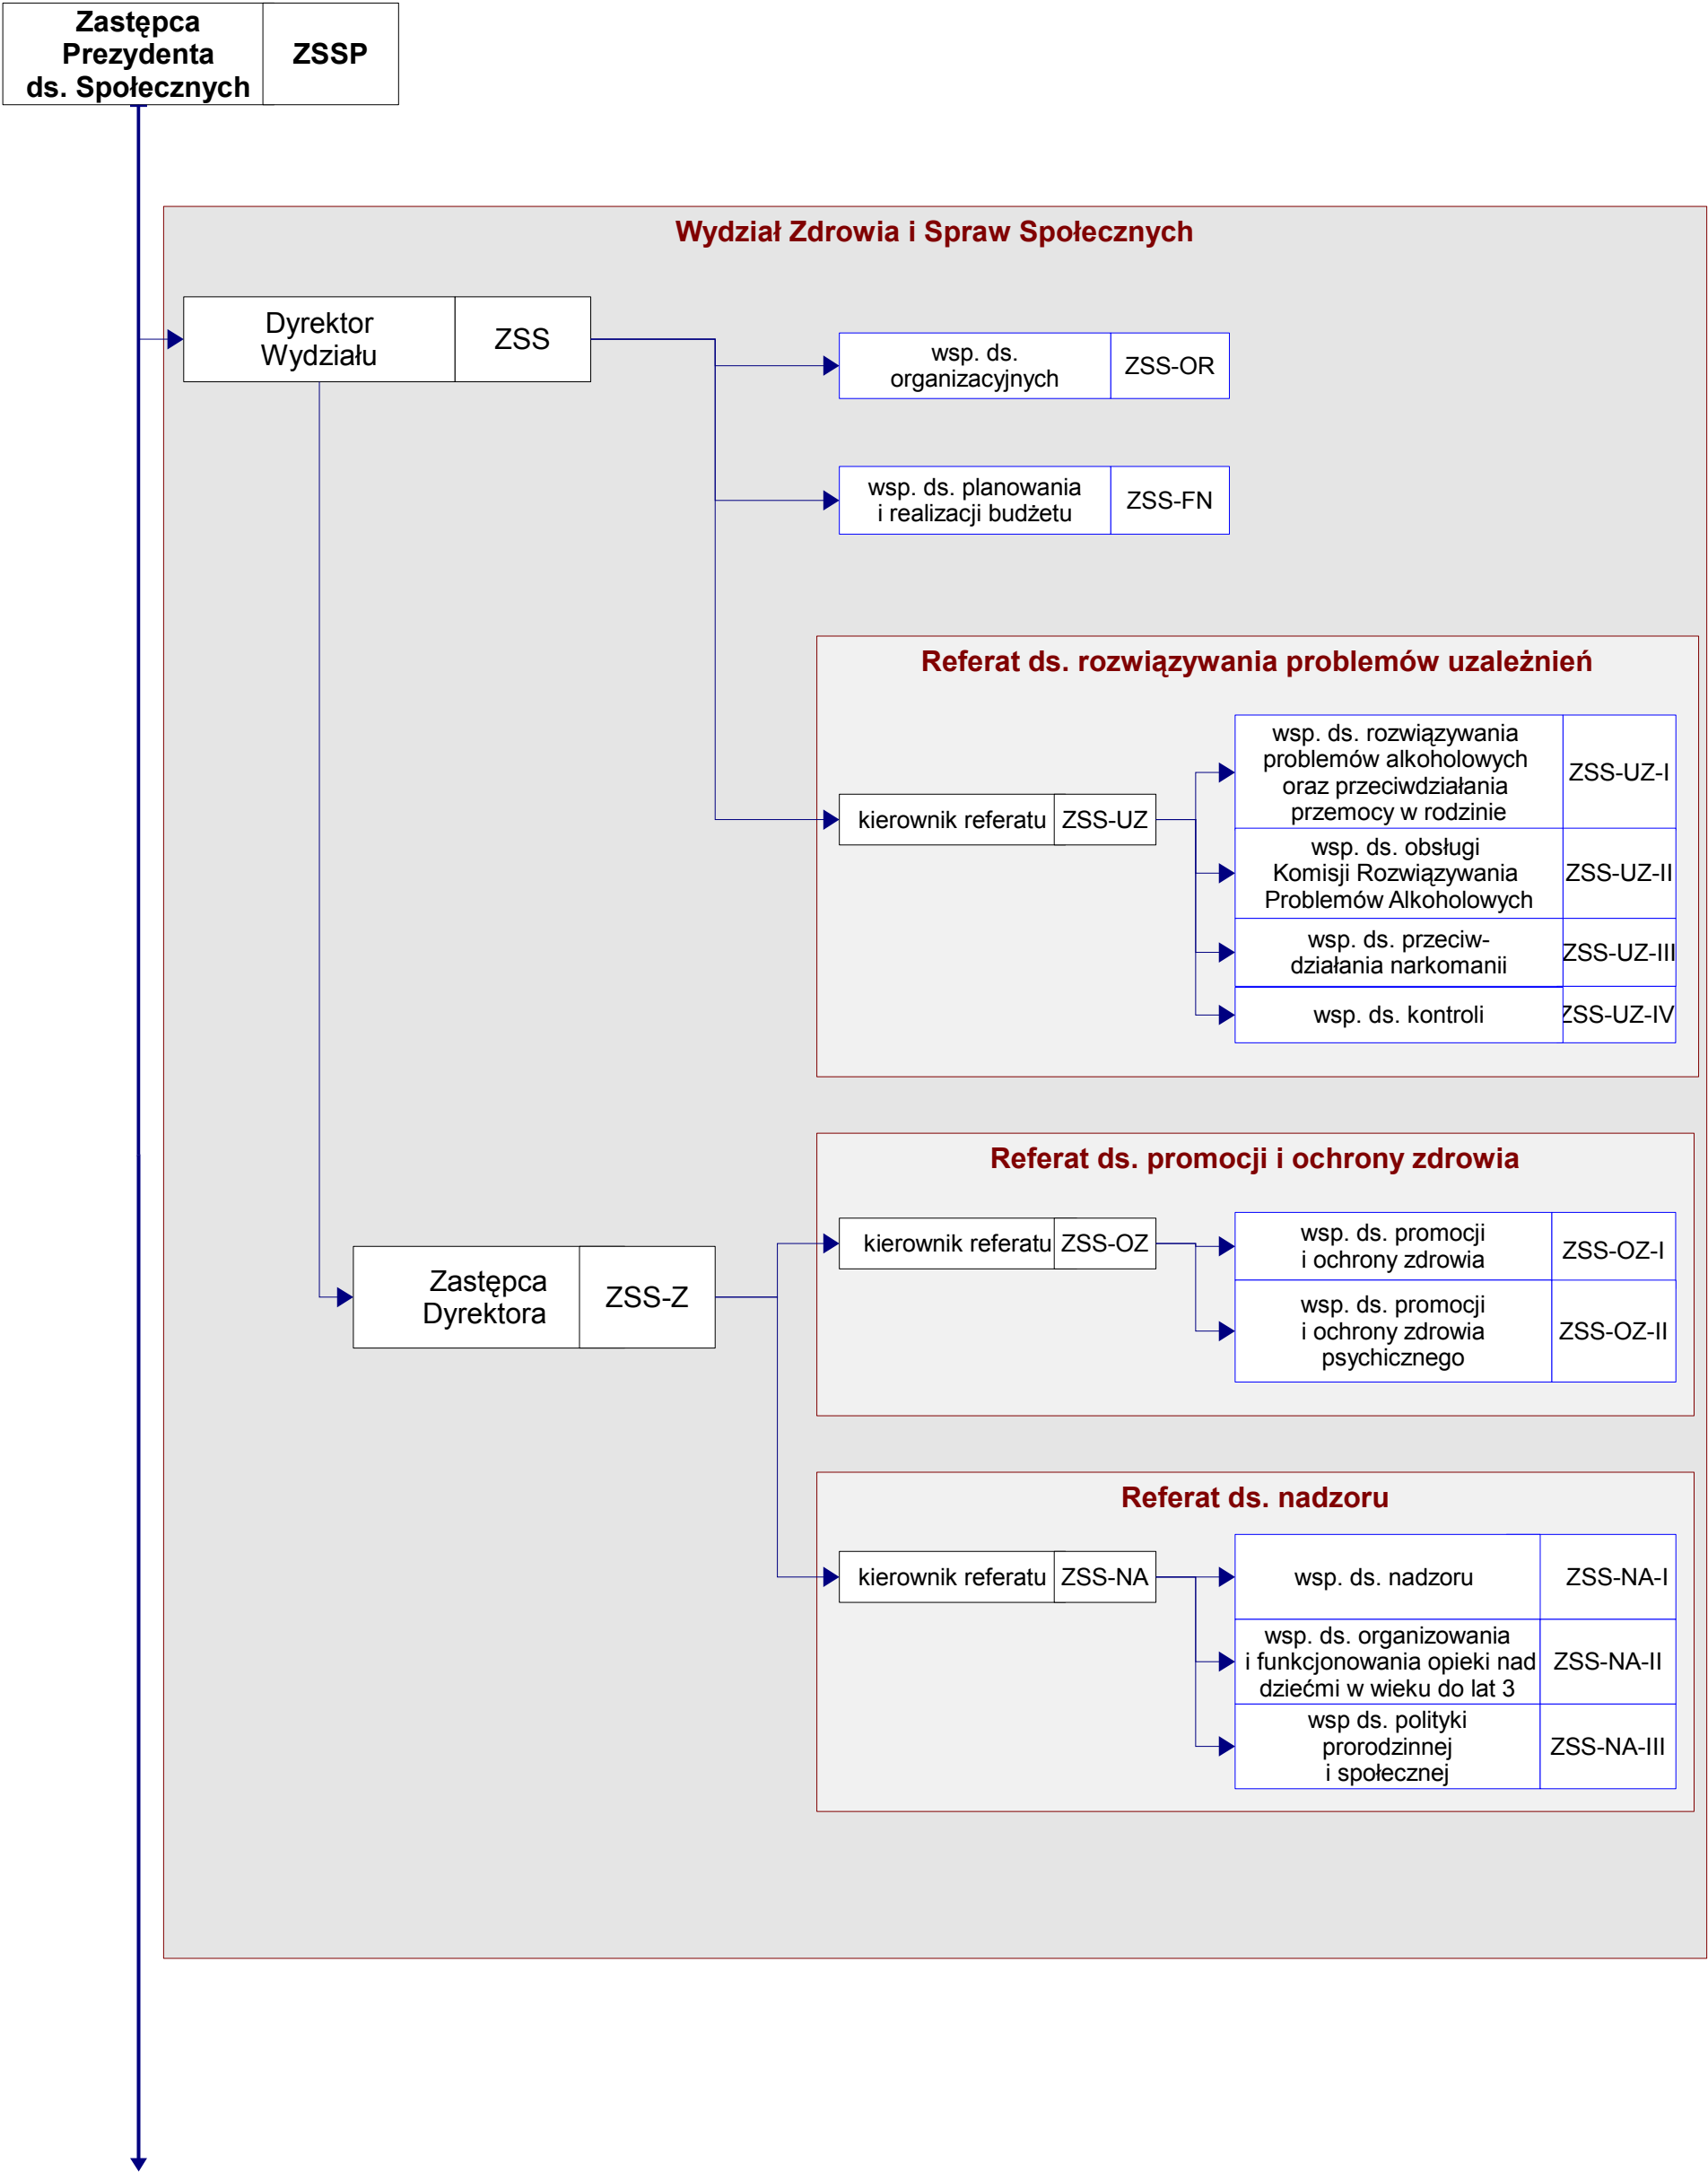 Zastępca
Prezydenta
ds. Społecznych
ZSSP
Wydział Zdrowia i Spraw Społecznych
Dyrektor
Wydziału
ZSS
wsp. ds.
organizacyjnych
ZSS-OR
wsp. ds. planowania
i realizacji budżetu
ZSS-FN
Referat ds. rozwiązywania problemów uzależnień
kierownik referatu
ZSS-UZ
wsp. ds. rozwiązywania
problemów alkoholowych
oraz przeciwdziałania
przemocy w rodzinie
ZSS-UZ-I
wsp. ds. obsługi
Komisji Rozwiązywania
Problemów Alkoholowych
ZSS-UZ-II
wsp. ds. przeciw-
działania narkomanii
ZSS-UZ-III
wsp. ds. kontroli
ZSS-UZ-IV
Zastępca
Dyrektora
ZSS-Z
Referat ds. promocji i ochrony zdrowia
kierownik referatu
ZSS-OZ
wsp. ds. promocji
i ochrony zdrowia
ZSS-OZ-I
wsp. ds. promocji
i ochrony zdrowia
psychicznego
ZSS-OZ-II
Referat ds. nadzoru
kierownik referatu
ZSS-NA
wsp. ds. nadzoru
ZSS-NA-I
wsp. ds. organizowania
i funkcjonowania opieki nad
dziećmi w wieku do lat 3
ZSS-NA-II
wsp ds. polityki
prorodzinnej
i społecznej
ZSS-NA-III